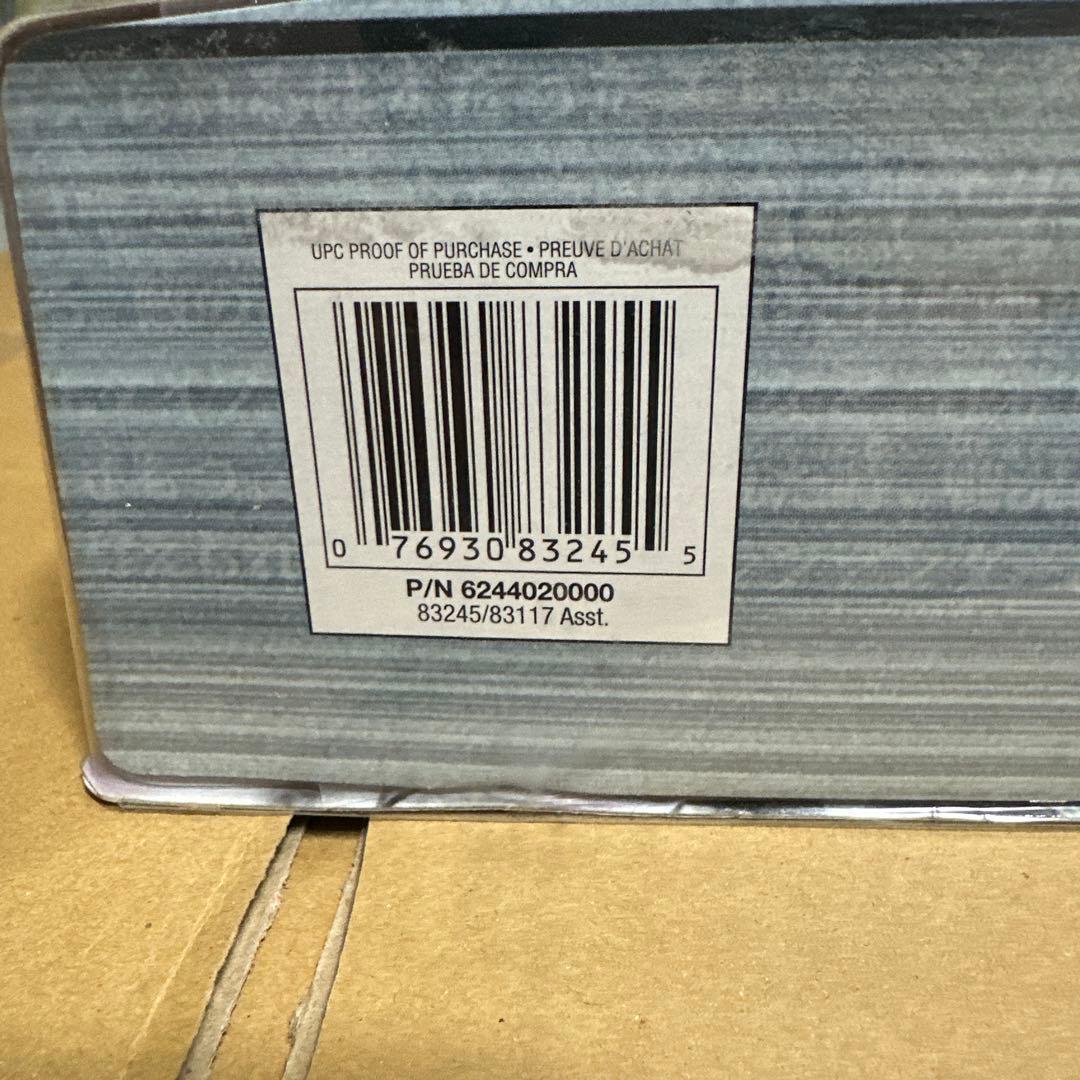 UPC PROOF OF PURCHASE • PREUVE D'ACHAT
PRUEBA DE COMPRA
0 76930 83245 5
P/N 6244020000
83245/83117 Asst.